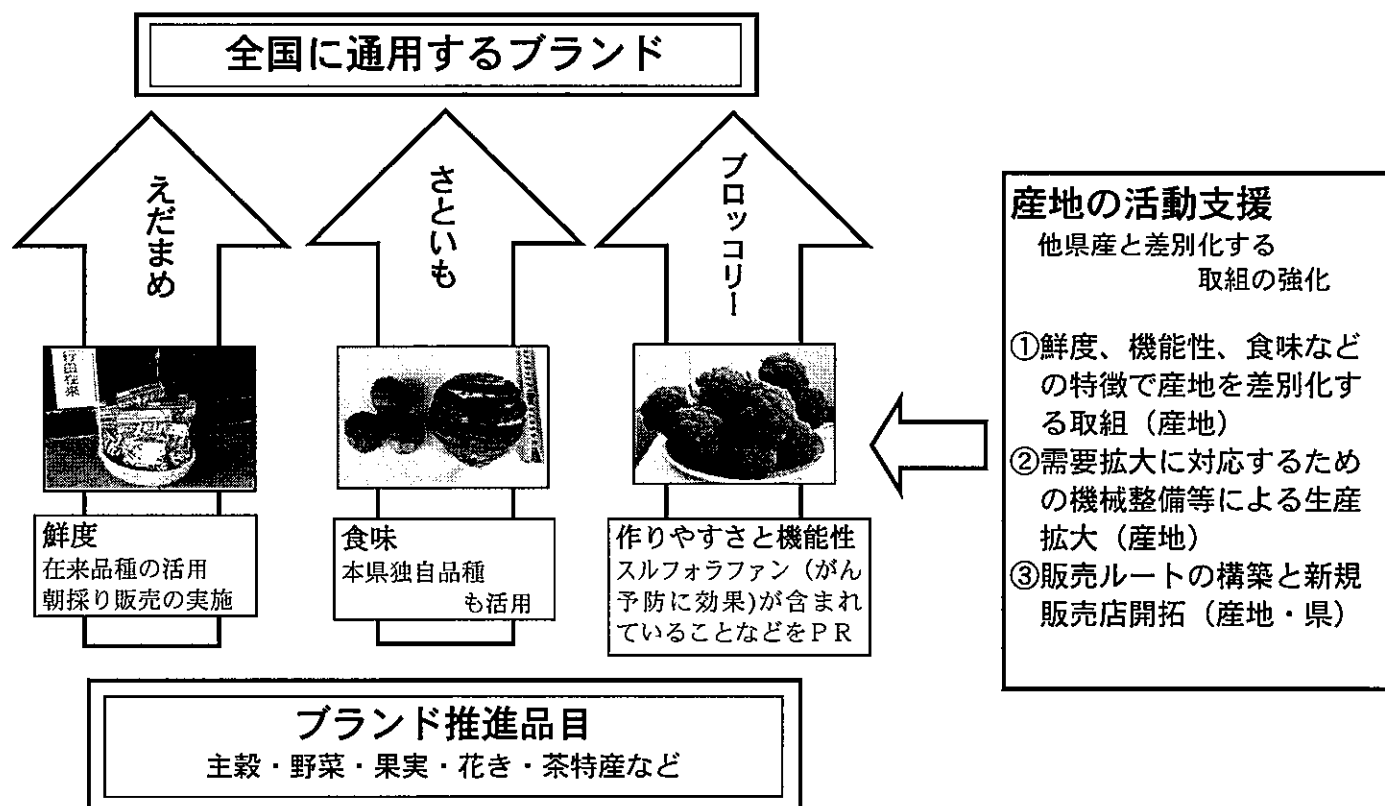 全国に通用するブランド
えだまめ
さといも
ブロッコリー
行田在来
鮮度
在来品種の活用
朝採り販売の実施
食味
本県独自品種
も活用
作りやすさと機能性
スルフォラファン（がん
予防に効果)が含まれ
ていることなどをＰＲ
産地の活動支援
他県産と差別化する
取組の強化
①鮮度、機能性、食味など
の特徴で産地を差別化す
る取組（産地）
②需要拡大に対応するため
の機械整備等による生産
拡大（産地）
③販売ルートの構築と新規
販売店開拓（産地・県）
ブランド推進品目
主穀・野菜・果実・花き・茶特産など